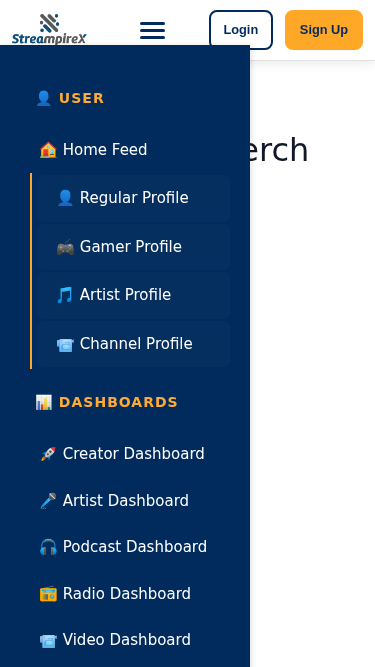 StreampireX
Login
Sign Up
erch
USER
Home Feed
Regular Profile
Gamer Profile
Artist Profile
Channel Profile
DASHBOARDS
Creator Dashboard
Artist Dashboard
Podcast Dashboard
Radio Dashboard
Video Dashboard